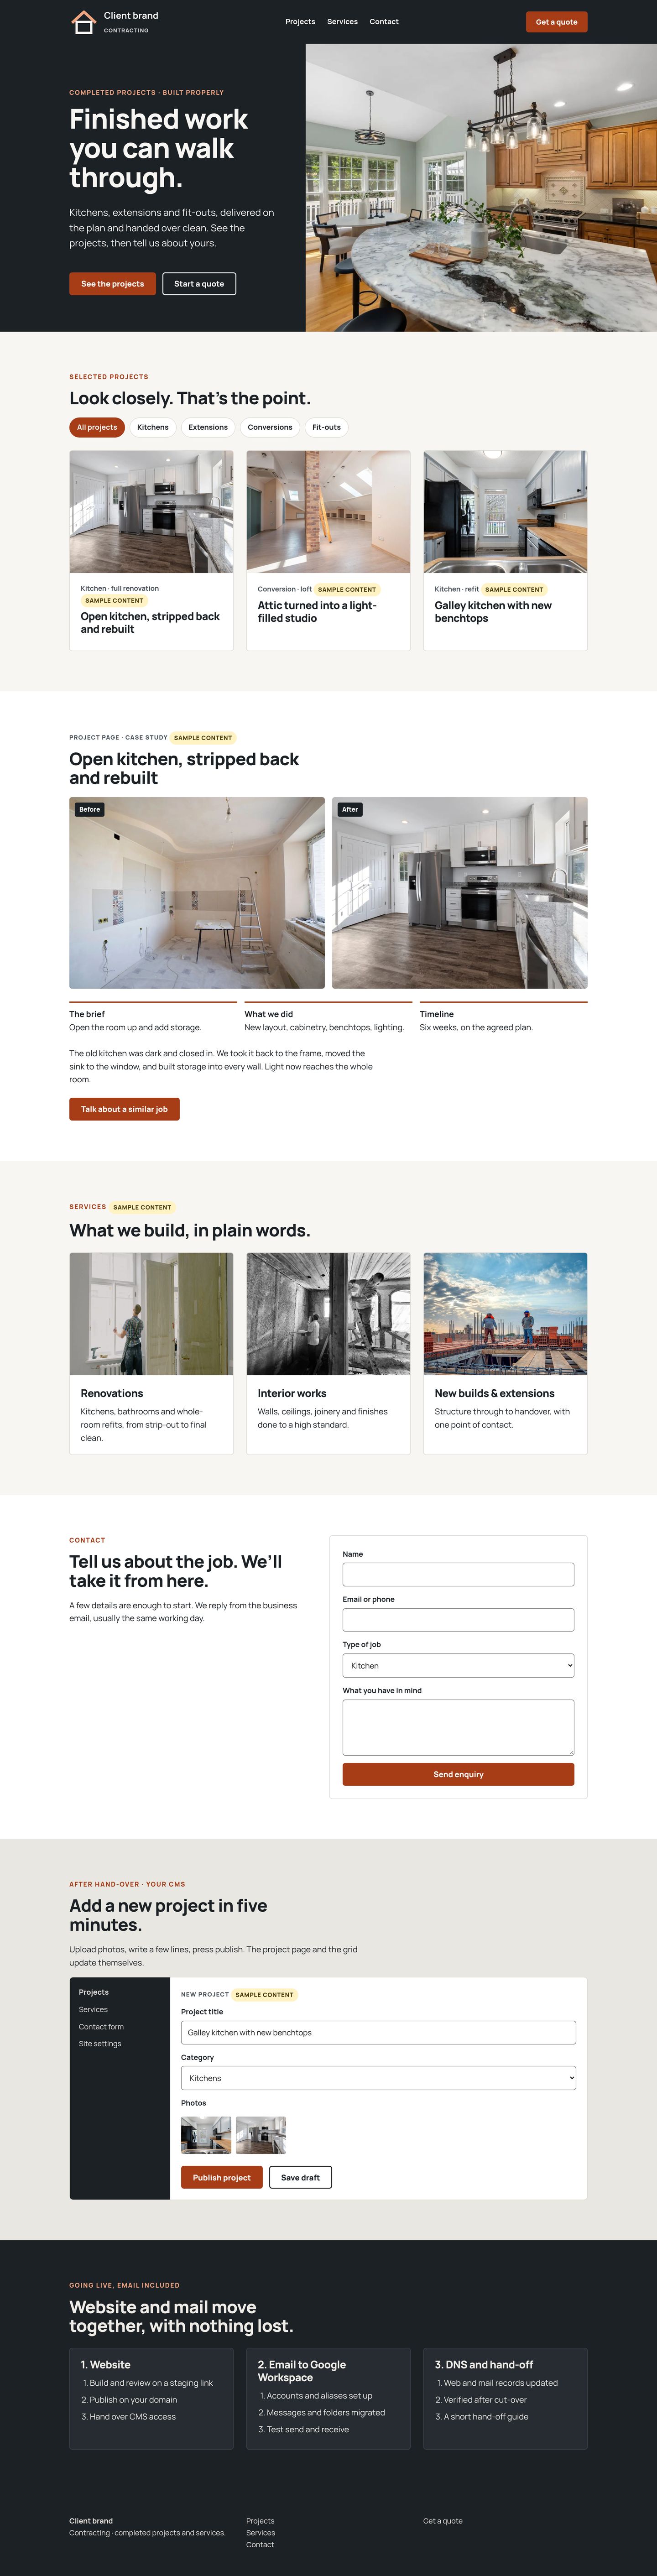 Client brand
CONTRACTING
Projects
Services
Contact
Get a quote
COMPLETED PROJECTS · BUILT PROPERLY
Finished work
you can walk
through.
Kitchens, extensions and fit-outs, delivered on
the plan and handed over clean. See the
projects, then tell us about yours.
See the projects
Start a quote
SELECTED PROJECTS
Look closely. That’s the point.
All projects
Kitchens
Extensions
Conversions
Fit-outs
Kitchen · full renovation
SAMPLE CONTENT
Open kitchen, stripped back
and rebuilt
Conversion · loft SAMPLE CONTENT
Attic turned into a light-
filled studio
Kitchen · refit SAMPLE CONTENT
Galley kitchen with new
benchtops
PROJECT PAGE · CASE STUDY SAMPLE CONTENT
Open kitchen, stripped back
and rebuilt
Before
After
The brief
Open the room up and add storage.
What we did
New layout, cabinetry, benchtops, lighting.
Timeline
Six weeks, on the agreed plan.
The old kitchen was dark and closed in. We took it back to the frame, moved the
sink to the window, and built storage into every wall. Light now reaches the whole
room.
Talk about a similar job
SERVICES SAMPLE CONTENT
What we build, in plain words.
Renovations
Kitchens, bathrooms and whole-
room refits, from strip-out to final
clean.
Interior works
Walls, ceilings, joinery and finishes
done to a high standard.
New builds & extensions
Structure through to handover, with
one point of contact.
CONTACT
Tell us about the job. We’ll
take it from here.
A few details are enough to start. We reply from the business
email, usually the same working day.
Name
Email or phone
Type of job
Kitchen
What you have in mind
Send enquiry
AFTER HAND-OVER · YOUR CMS
Add a new project in five
minutes.
Upload photos, write a few lines, press publish. The project page and the grid
update themselves.
Projects
Services
Contact form
Site settings
NEW PROJECT SAMPLE CONTENT
Project title
Galley kitchen with new benchtops
Category
Kitchens
Photos
Publish project
Save draft
GOING LIVE, EMAIL INCLUDED
Website and mail move
together, with nothing lost.
1. Website
1. Build and review on a staging link
2. Publish on your domain
3. Hand over CMS access
2. Email to Google
Workspace
1. Accounts and aliases set up
2. Messages and folders migrated
3. Test send and receive
3. DNS and hand-off
1. Web and mail records updated
2. Verified after cut-over
3. A short hand-off guide
Client brand
Contracting · completed projects and services.
Projects
Services
Contact
Get a quote